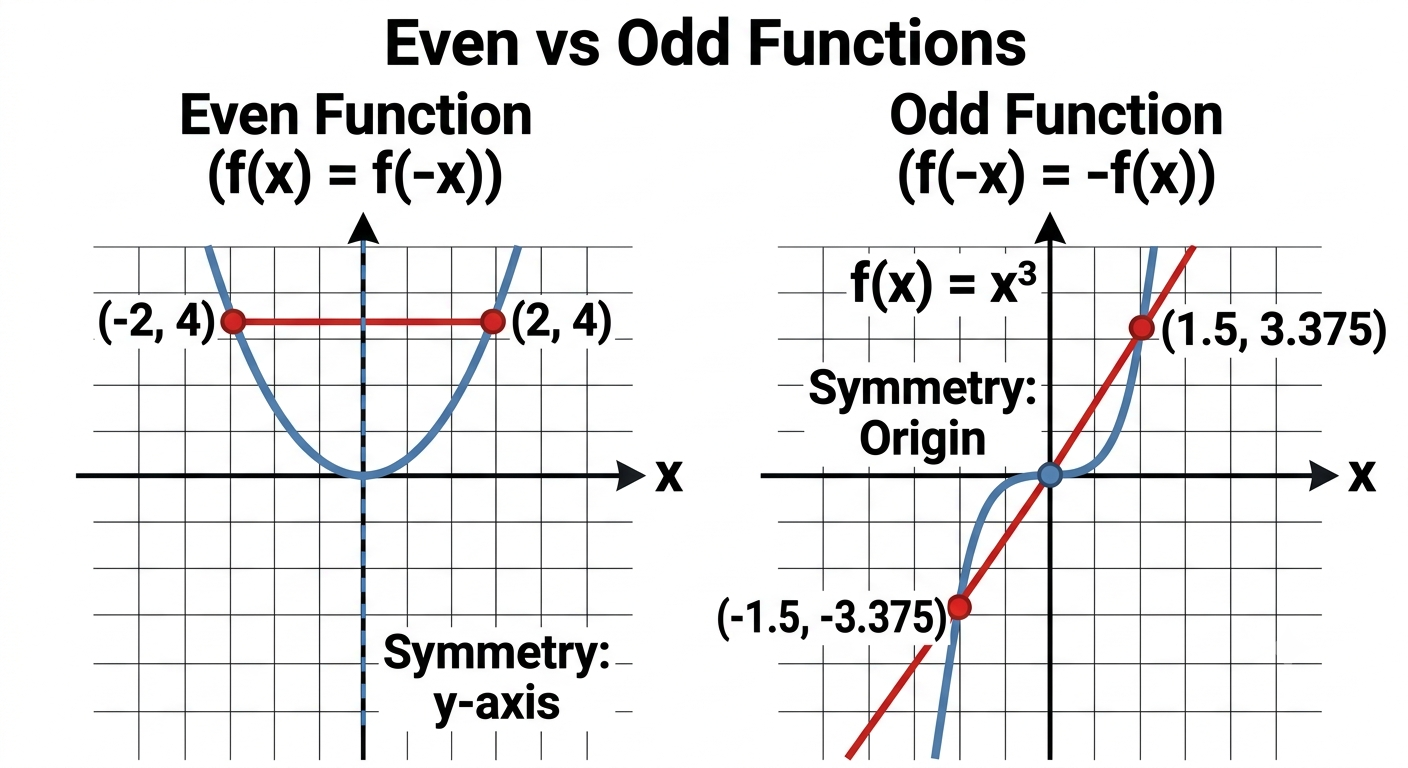 Even vs Odd Functions
Even Function
(f(x) = f(-x))
(-2, 4)
(2, 4)
x
Symmetry:
y-axis
Odd Function
(f(-x) = -f(x))
f(x) = x³
(1.5, 3.375)
Symmetry:
Origin
x
(-1.5, -3.375)